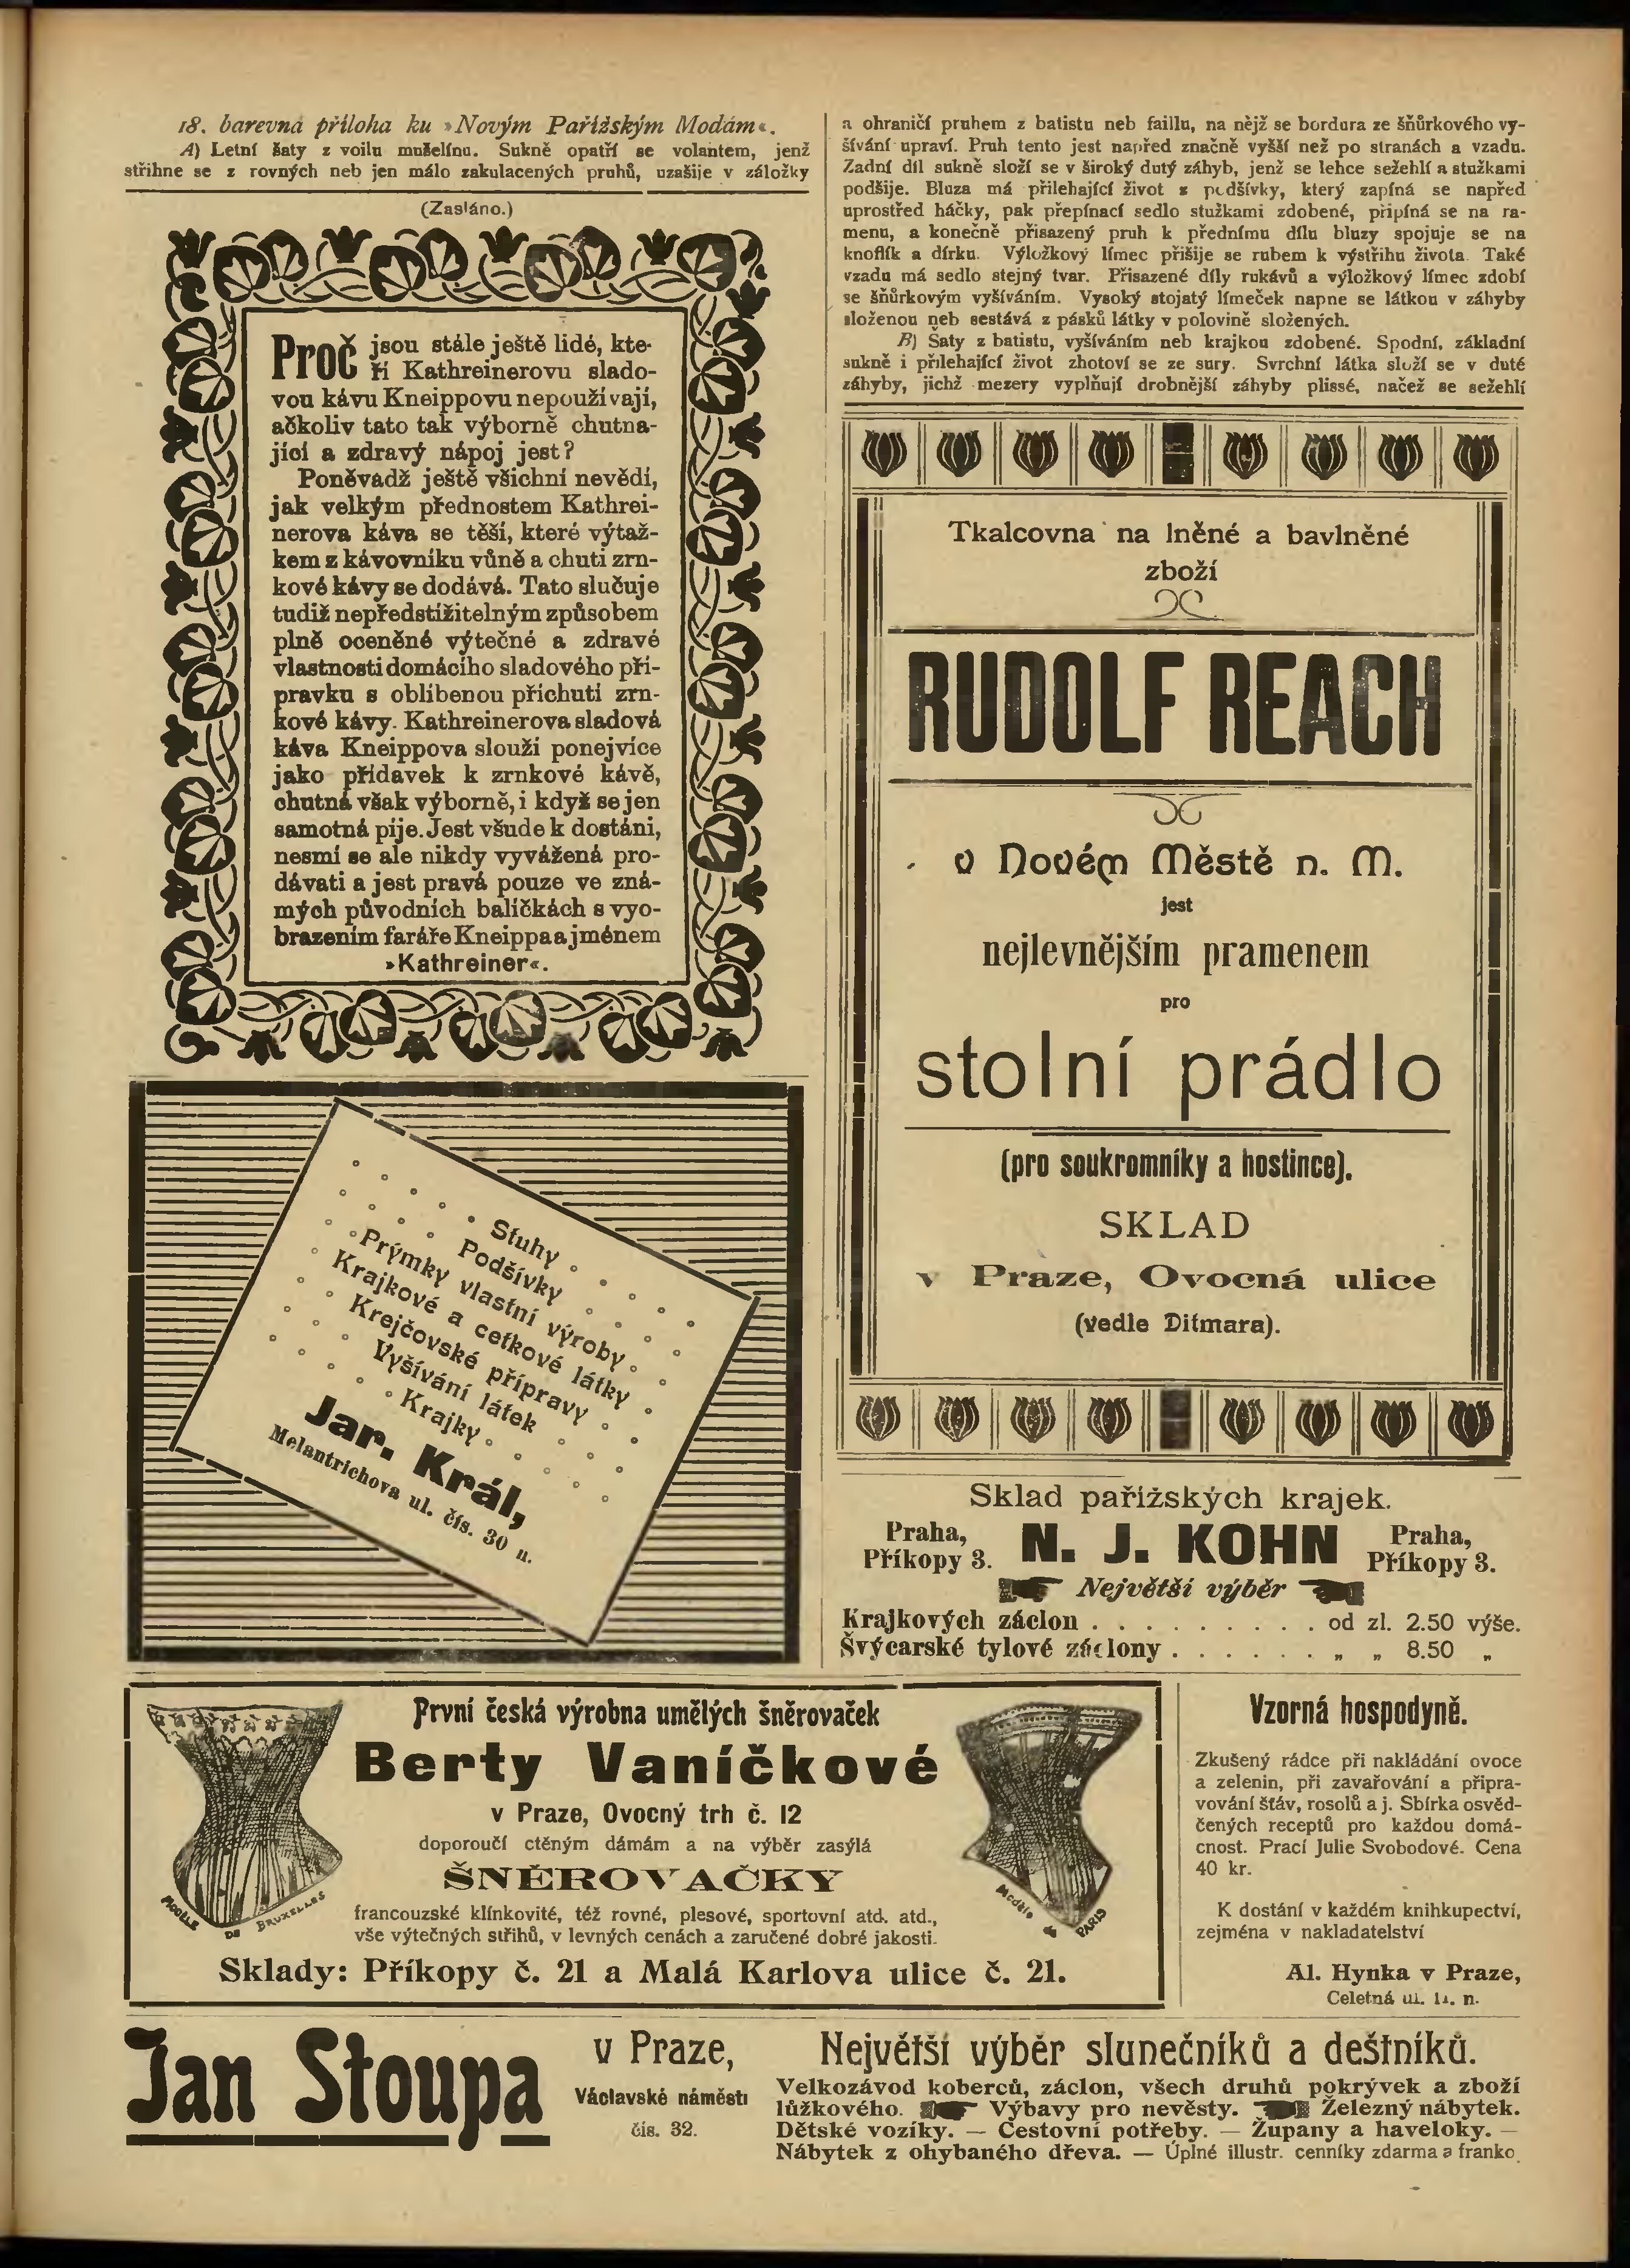 18. barevná příloha ku »Novým Pařížským Modám«.
A) Letní šaty z voilu mušelínu. Sukně opatří se volantem, jenž
střihne se z rovných neb jen málo zakulacených pruhů, uzašije v záložky
a ohraničí pruhem z batistu neb faillu, na nějž se bordura ze šňůrkového vy-
šívání upraví. Pruh tento jest napřed značně vyšší než po stranách a vzadu.
Zadní díl sukně složí se v široký dutý záhyb, jenž se lehce sežehlí a stužkami
podšije. Bluza má přilehající život z podšívky, který zapíná se napřed
uprostřed háčky, pak přepínací sedlo stužkami zdobené, připíná se na ra-
menu, a konečně přisazený pruh k přednímu dílu bluzy spojuje se na
knoflík a dírku. Výložkový límec přišije se rubem k výstřihu života. Také
vzadu má sedlo stejný tvar. Přisazené díly rukávů a výložkový límec zdobí
se šňůrkovým vyšíváním. Vysoký stojatý límeček napne se látkou v záhyby
složenou neb sestává z pásků látky v polovině složených.
B) Šaty z batistu, vyšíváním neb krajkou zdobené. Spodní, základní
sukně i přilehající život zhotoví se ze sury. Svrchní látka složí se v duté
záhyby, jichž mezery vyplňují drobnější záhyby plissé, načež se sežehlí
(Zasláno.)
Proč jsou stále ještě lidé, kte-
ří Kathreinerovu slado-
vou kávu Kneippovu nepoužívají,
ačkoliv tato tak výborně chutna-
jící a zdravý nápoj jest?
Poněvadž ještě všichni nevědí,
jak velkým přednostem Kathrei-
nerova káva se těší, které výtaž-
kem z kávovníku vůně a chuti zrn-
kové kávy se dodává. Tato slučuje
tudiž nepředstižitelným způsobem
plně oceněné výtečné a zdravé
vlastnosti domácího sladového pří-
pravku s oblíbenou příchutí zrn-
kové kávy. Kathreinerova sladová
káva Kneippova slouží ponejvíce
jako přídavek k zrnkové kávě,
chutná však výborně, i když se jen
samotná pije. Jest všude k dostání,
nesmí se ale nikdy vyvážená pro-
dávati a jest pravá pouze ve zná-
mých původních balíčkách s vyo-
brazením faráře Kneippa a jménem
»Kathreiner«.
Tkalcovna na lněné a bavlněné
zboží
RUDOLF REACH
v Novém Městě n. M.
jest
nejlevnějším pramenem
pro
stolní prádlo
(pro soukromníky a hostince).
SKLAD
v Praze, Ovocná ulice
(vedle Ditmara).
Stuhy
Podšívky
Prýmky vlastní výroby
Krajkové a cetkové látky
Krejčovské přípravy
Vyšívání látek
Krajky
Jar. Král,
Melantrichova ul. čís. 30 n.
Sklad pařížských krajek.
Praha,
Příkopy 3.
N. J. KOHN
Praha,
Příkopy 3.
Největší výběr
Krajkových záclon . . . . . . . . . . od zl. 2.50 výše.
Švýcarské tylové záclony . . . . . . „ „ 8.50 „
První česká výrobna umělých šněrovaček
Berty Vaníčkové
v Praze, Ovocný trh č. 12
doporoučí ctěným dámám a na výběr zasýlá
ŠNĚROVAČKY
francouzské klínkovité, též rovné, plesové, sportovní atd. atd.,
vše výtečných střihů, v levných cenách a zaručené dobré jakosti.
Sklady: Příkopy č. 21 a Malá Karlova ulice č. 21.
MODÈLE DE BRUXELLES
Modèle de PARIS
Vzorná hospodyně.
Zkušený rádce při nakládání ovoce
a zelenin, při zavařování a připra-
vování šťáv, rosolů a j. Sbírka osvěd-
čených receptů pro každou domá-
cnost. Prací Julie Svobodové. Cena
40 kr.
K dostání v každém knihkupectví,
zejména v nakladatelství
Al. Hynka v Praze,
Celetná ul. n.
Jan Stoupa
v Praze,
Václavské náměstí
čís. 32.
Největší výběr slunečníků a deštníků.
Velkozávod koberců, záclon, všech druhů pokrývek a zboží
lůžkového. Výbavy pro nevěsty. Železný nábytek.
Dětské vozíky. — Cestovní potřeby. — Župany a haveloky. —
Nábytek z ohybaného dřeva. — Úplné illustr. cenníky zdarma a franko.